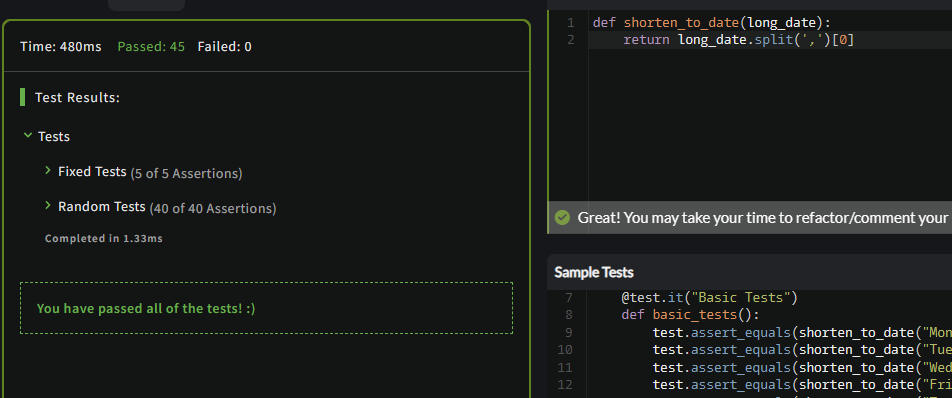 Time: 480ms Passed: 45 Failed: 0
Test Results:
Tests
Fixed Tests (5 of 5 Assertions)
Random Tests (40 of 40 Assertions)
Completed in 1.33ms
You have passed all of the tests! :)
1 def shorten_to_date(long_date):
2 return long_date.split(',')[0]
Great! You may take your time to refactor/comment your
Sample Tests
7 @test.it("Basic Tests")
8 def basic_tests():
9 test.assert_equals(shorten_to_date("Mon
10 test.assert_equals(shorten_to_date("Tue
11 test.assert_equals(shorten_to_date("Wed
12 test.assert_equals(shorten_to_date("Fri